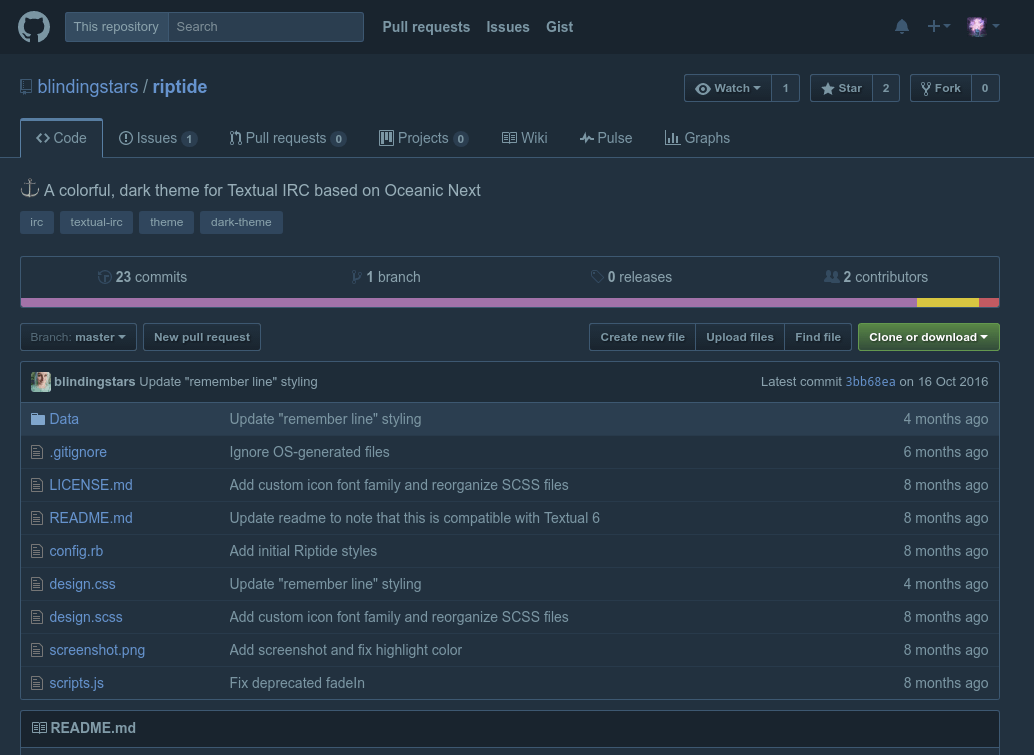 This repository Search Pull requests Issues Gist
blindingstars / riptide Watch 1 Star 2 Fork 0
Code Issues 1 Pull requests 0 Projects 0 Wiki Pulse Graphs
A colorful, dark theme for Textual IRC based on Oceanic Next
irc textual-irc theme dark-theme
23 commits 1 branch 0 releases 2 contributors
Branch: master New pull request Create new file Upload files Find file Clone or download
blindingstars Update "remember line" styling Latest commit 3bb68ea on 16 Oct 2016
Data Update "remember line" styling 4 months ago
.gitignore Ignore OS-generated files 6 months ago
LICENSE.md Add custom icon font family and reorganize SCSS files 8 months ago
README.md Update readme to note that this is compatible with Textual 6 8 months ago
config.rb Add initial Riptide styles 8 months ago
design.css Update "remember line" styling 4 months ago
design.scss Add custom icon font family and reorganize SCSS files 8 months ago
screenshot.png Add screenshot and fix highlight color 8 months ago
scripts.js Fix deprecated fadeIn 8 months ago
README.md